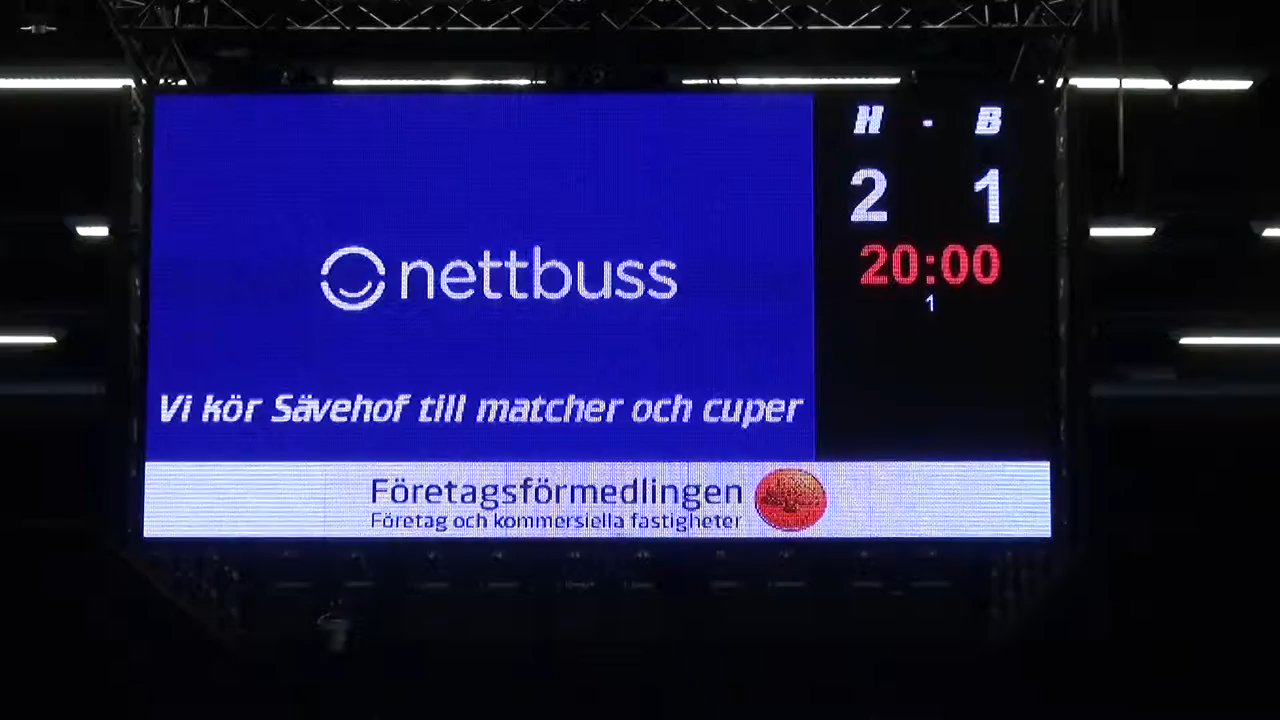 H - B
2 1
20:00
1
nettbuss
Vi kör Sävehof till matcher och cuper
Företagsförmedlingen
Företag och kommersiella fastigheter